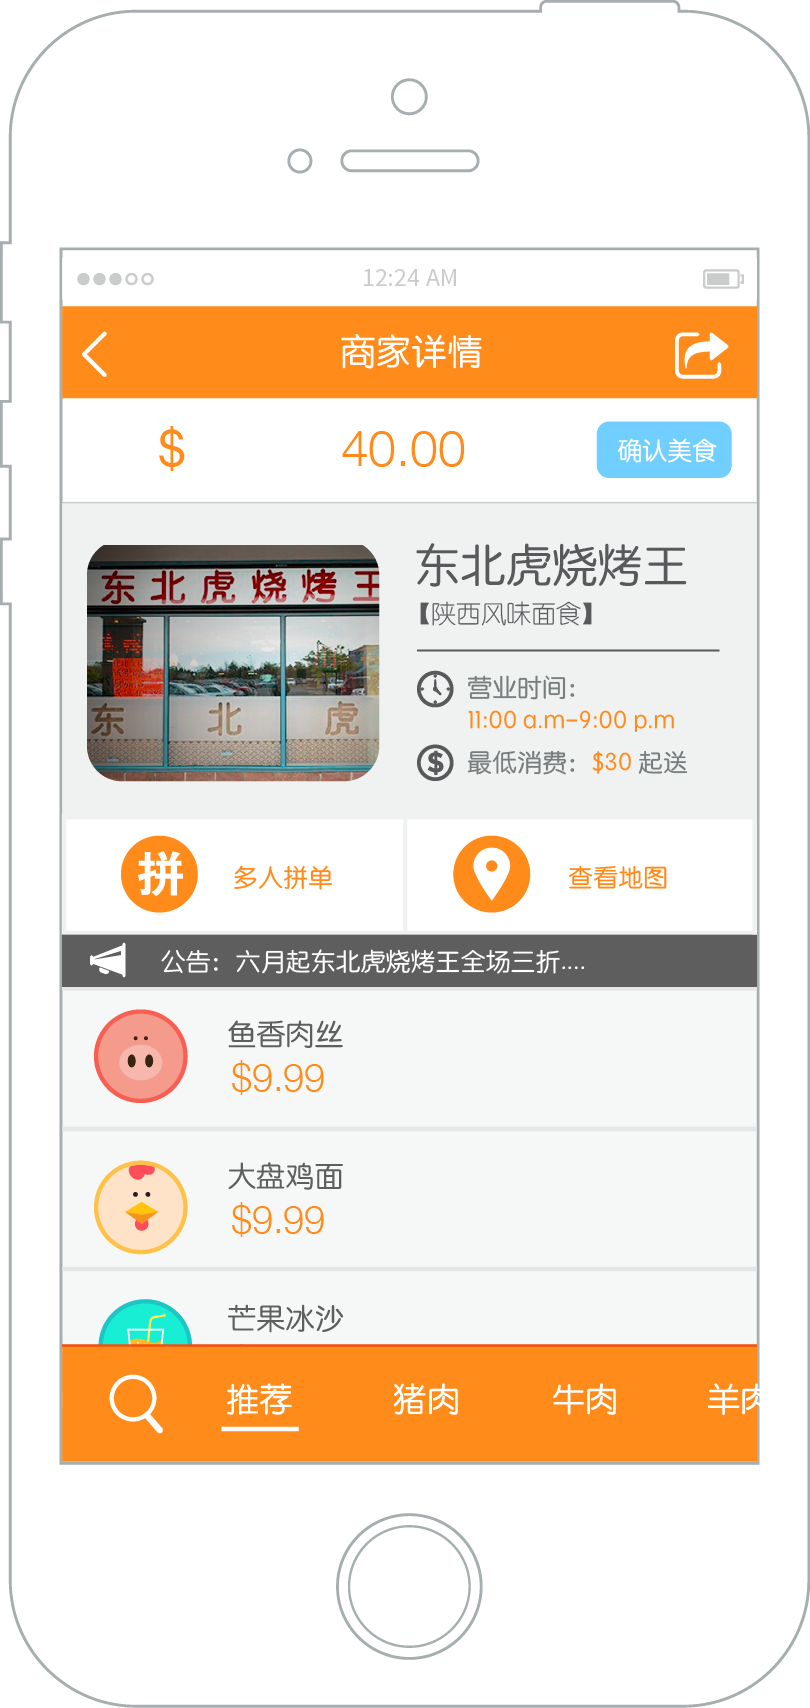 12:24 AM
商家详情
$ 40.00 确认美食
东北虎烧烤王
东 北 虎
东北虎烧烤王
【陕西风味面食】
营业时间：
11:00 a.m-9:00 p.m
最低消费：$30 起送
拼 多人拼单 查看地图
公告：六月起东北虎烧烤王全场三折....
鱼香肉丝
$9.99
大盘鸡面
$9.99
芒果冰沙
推荐 猪肉 牛肉 羊肉